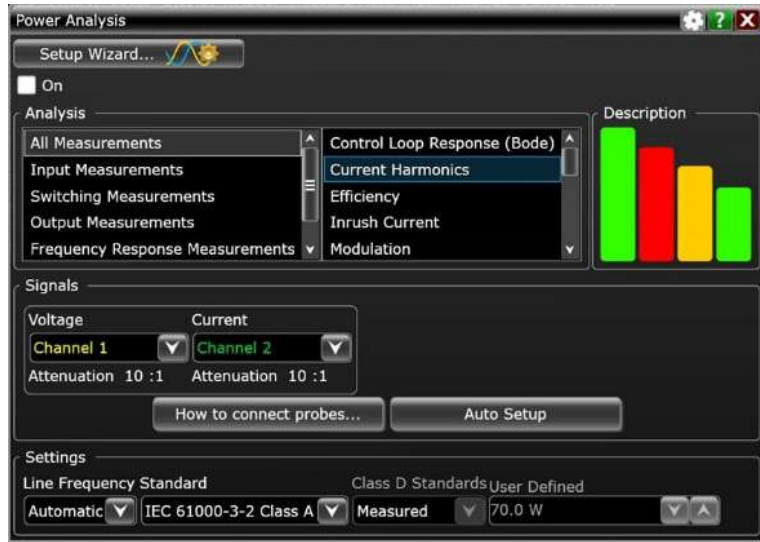 Power Analysis
?
X
Setup Wizard...
On
Analysis
All Measurements
Input Measurements
Switching Measurements
Output Measurements
Frequency Response Measurements
Control Loop Response (Bode)
Current Harmonics
Efficiency
Inrush Current
Modulation
Description
Signals
Voltage
Channel 1
Attenuation 10 :1
Current
Channel 2
Attenuation 10 :1
How to connect probes...
Auto Setup
Settings
Line Frequency
Automatic
Standard
IEC 61000-3-2 Class A
Class D Standards
Measured
User Defined
70.0 W